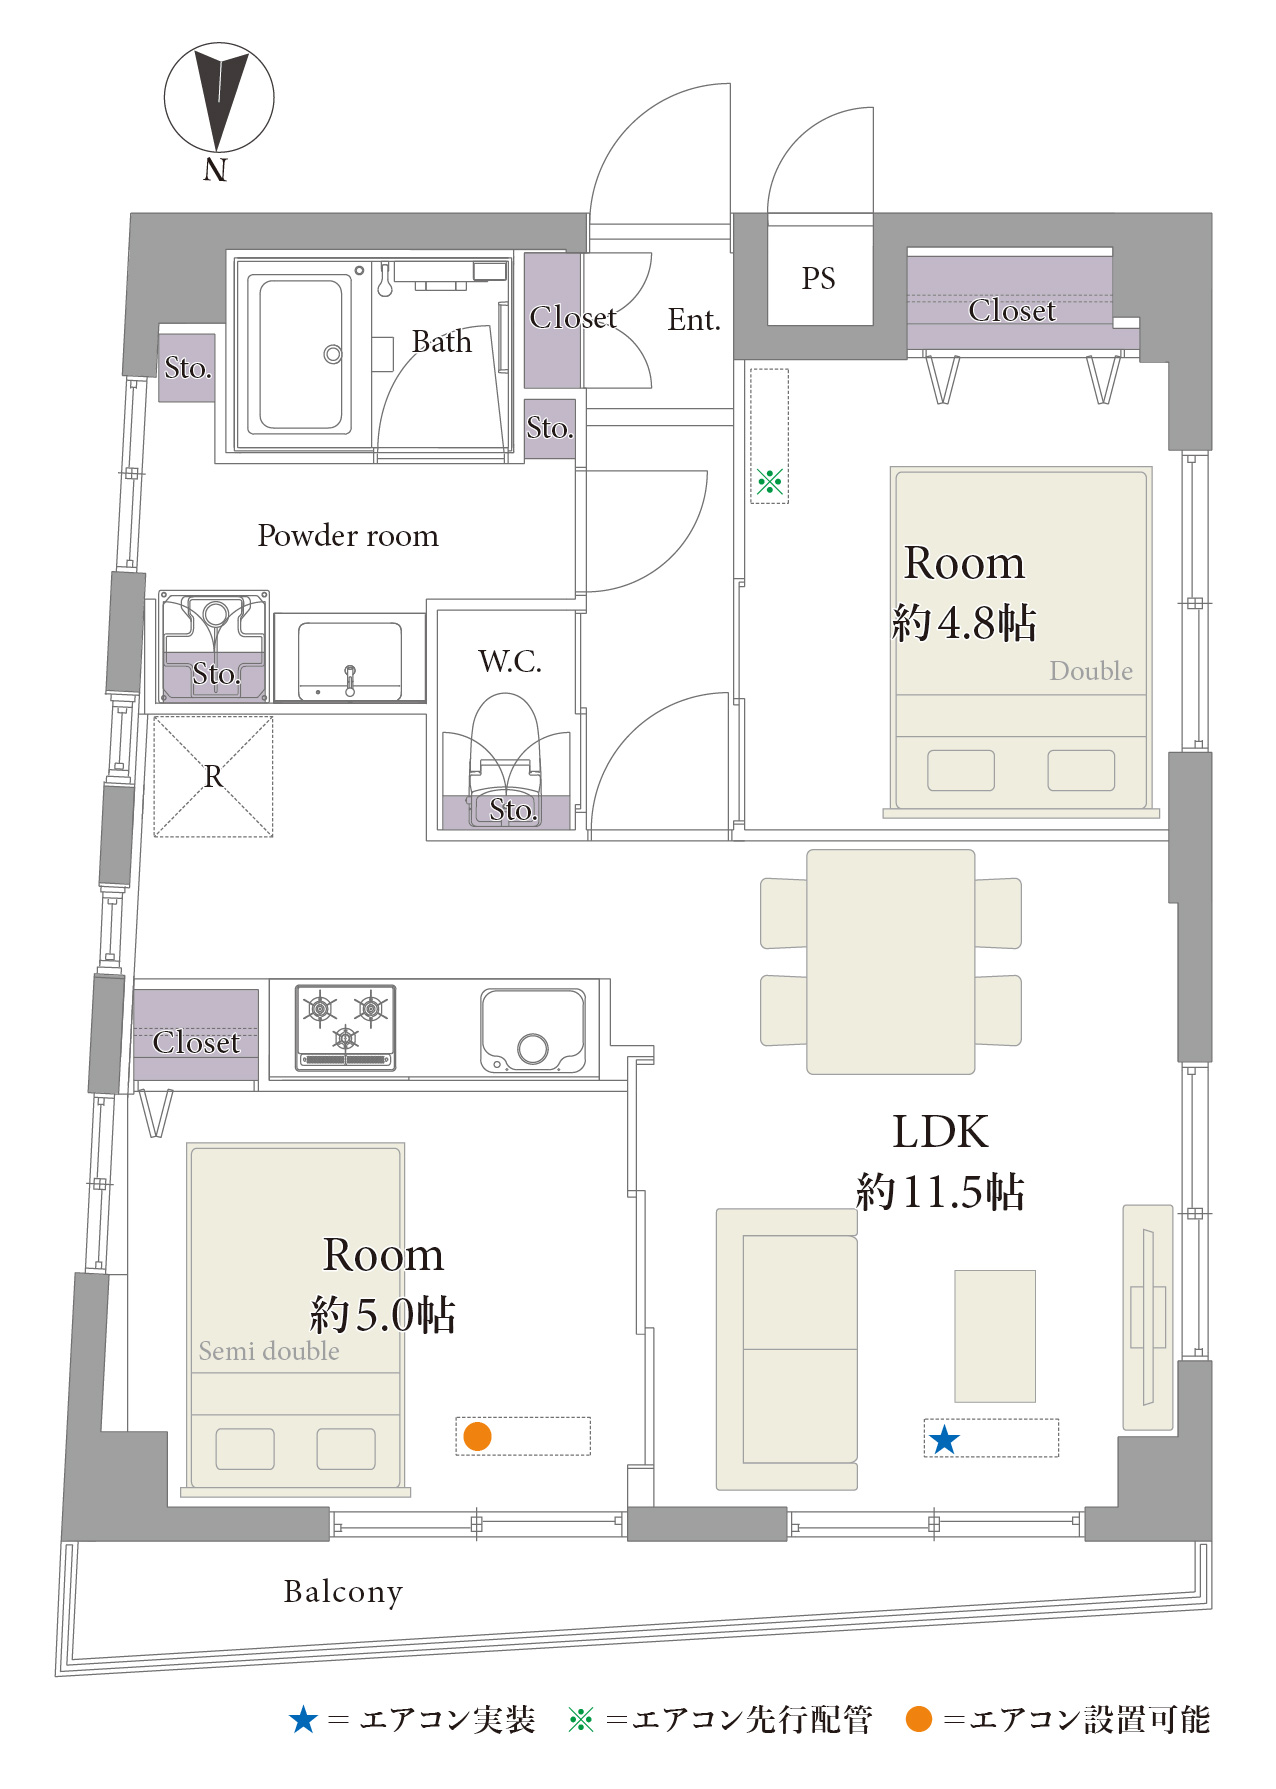 N
PS
Closet
Closet
Ent.
Bath
Sto.
Sto.
Powder room
Room
約4.8帖
Double
W.C.
Sto.
R
Sto.
Closet
LDK
約11.5帖
Room
約5.0帖
Semi double
Balcony
★＝エアコン実装 ※＝エアコン先行配管 ●＝エアコン設置可能